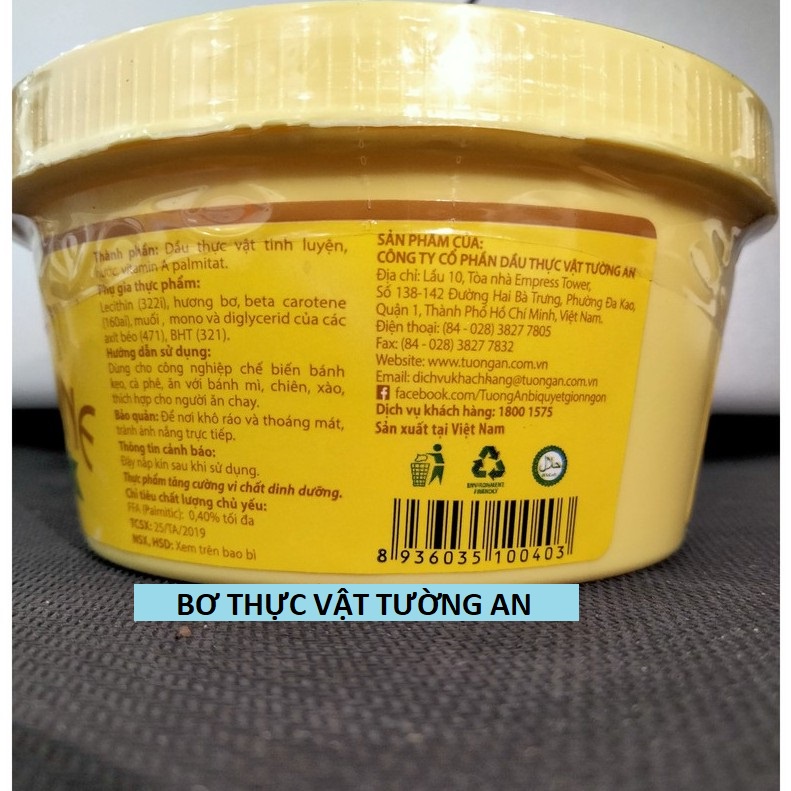 Thành phần: Dầu thực vật tinh luyện,
nước, vitamin A palmitat.
Phụ gia thực phẩm:
Lecithin (322i), hương bơ, beta carotene
(160ai), muối , mono và diglycerid của các
axít béo (471), BHT (321).
Hướng dẫn sử dụng:
Dùng cho công nghiệp chế biến bánh
kẹo, cà phê, ăn với bánh mì, chiên, xào,
thích hợp cho người ăn chay.
Bảo quản: Để nơi khô ráo và thoáng mát,
tránh ánh nắng trực tiếp.
Thông tin cảnh báo:
Đậy nắp kín sau khi sử dụng.
Thực phẩm tăng cường vi chất dinh dưỡng.
Chỉ tiêu chất lượng chủ yếu:
FFA (Palmitic): 0,40% tối đa
TCSX: 25/TA/2019
NSX, HSD: Xem trên bao bì
SẢN PHẨM CỦA:
CÔNG TY CỔ PHẦN DẦU THỰC VẬT TƯỜNG AN
Địa chỉ: Lầu 10, Tòa nhà Empress Tower,
Số 138-142 Đường Hai Bà Trưng, Phường Đa Kao,
Quận 1, Thành Phố Hồ Chí Minh, Việt Nam.
Điện thoại: (84 - 028) 3827 7805
Fax: (84 - 028) 3827 7832
Website: www.tuongan.com.vn
Email: dichvukhachhang@tuongan.com.vn
facebook.com/TuongAnbiquyetgionngon
Dịch vụ khách hàng: 1800 1575
Sản xuất tại Việt Nam
ENVIRONMENT
FRIENDLY
حلال
8 936035 100403
BƠ THỰC VẬT TƯỜNG AN